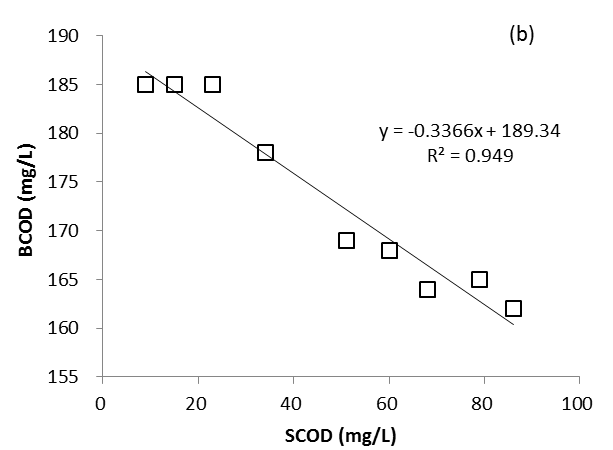 (b)
190
185
180
175
170
165
160
155
y = -0.3366x + 189.34
R² = 0.949
BCOD (mg/L)
0 20 40 60 80 100
SCOD (mg/L)